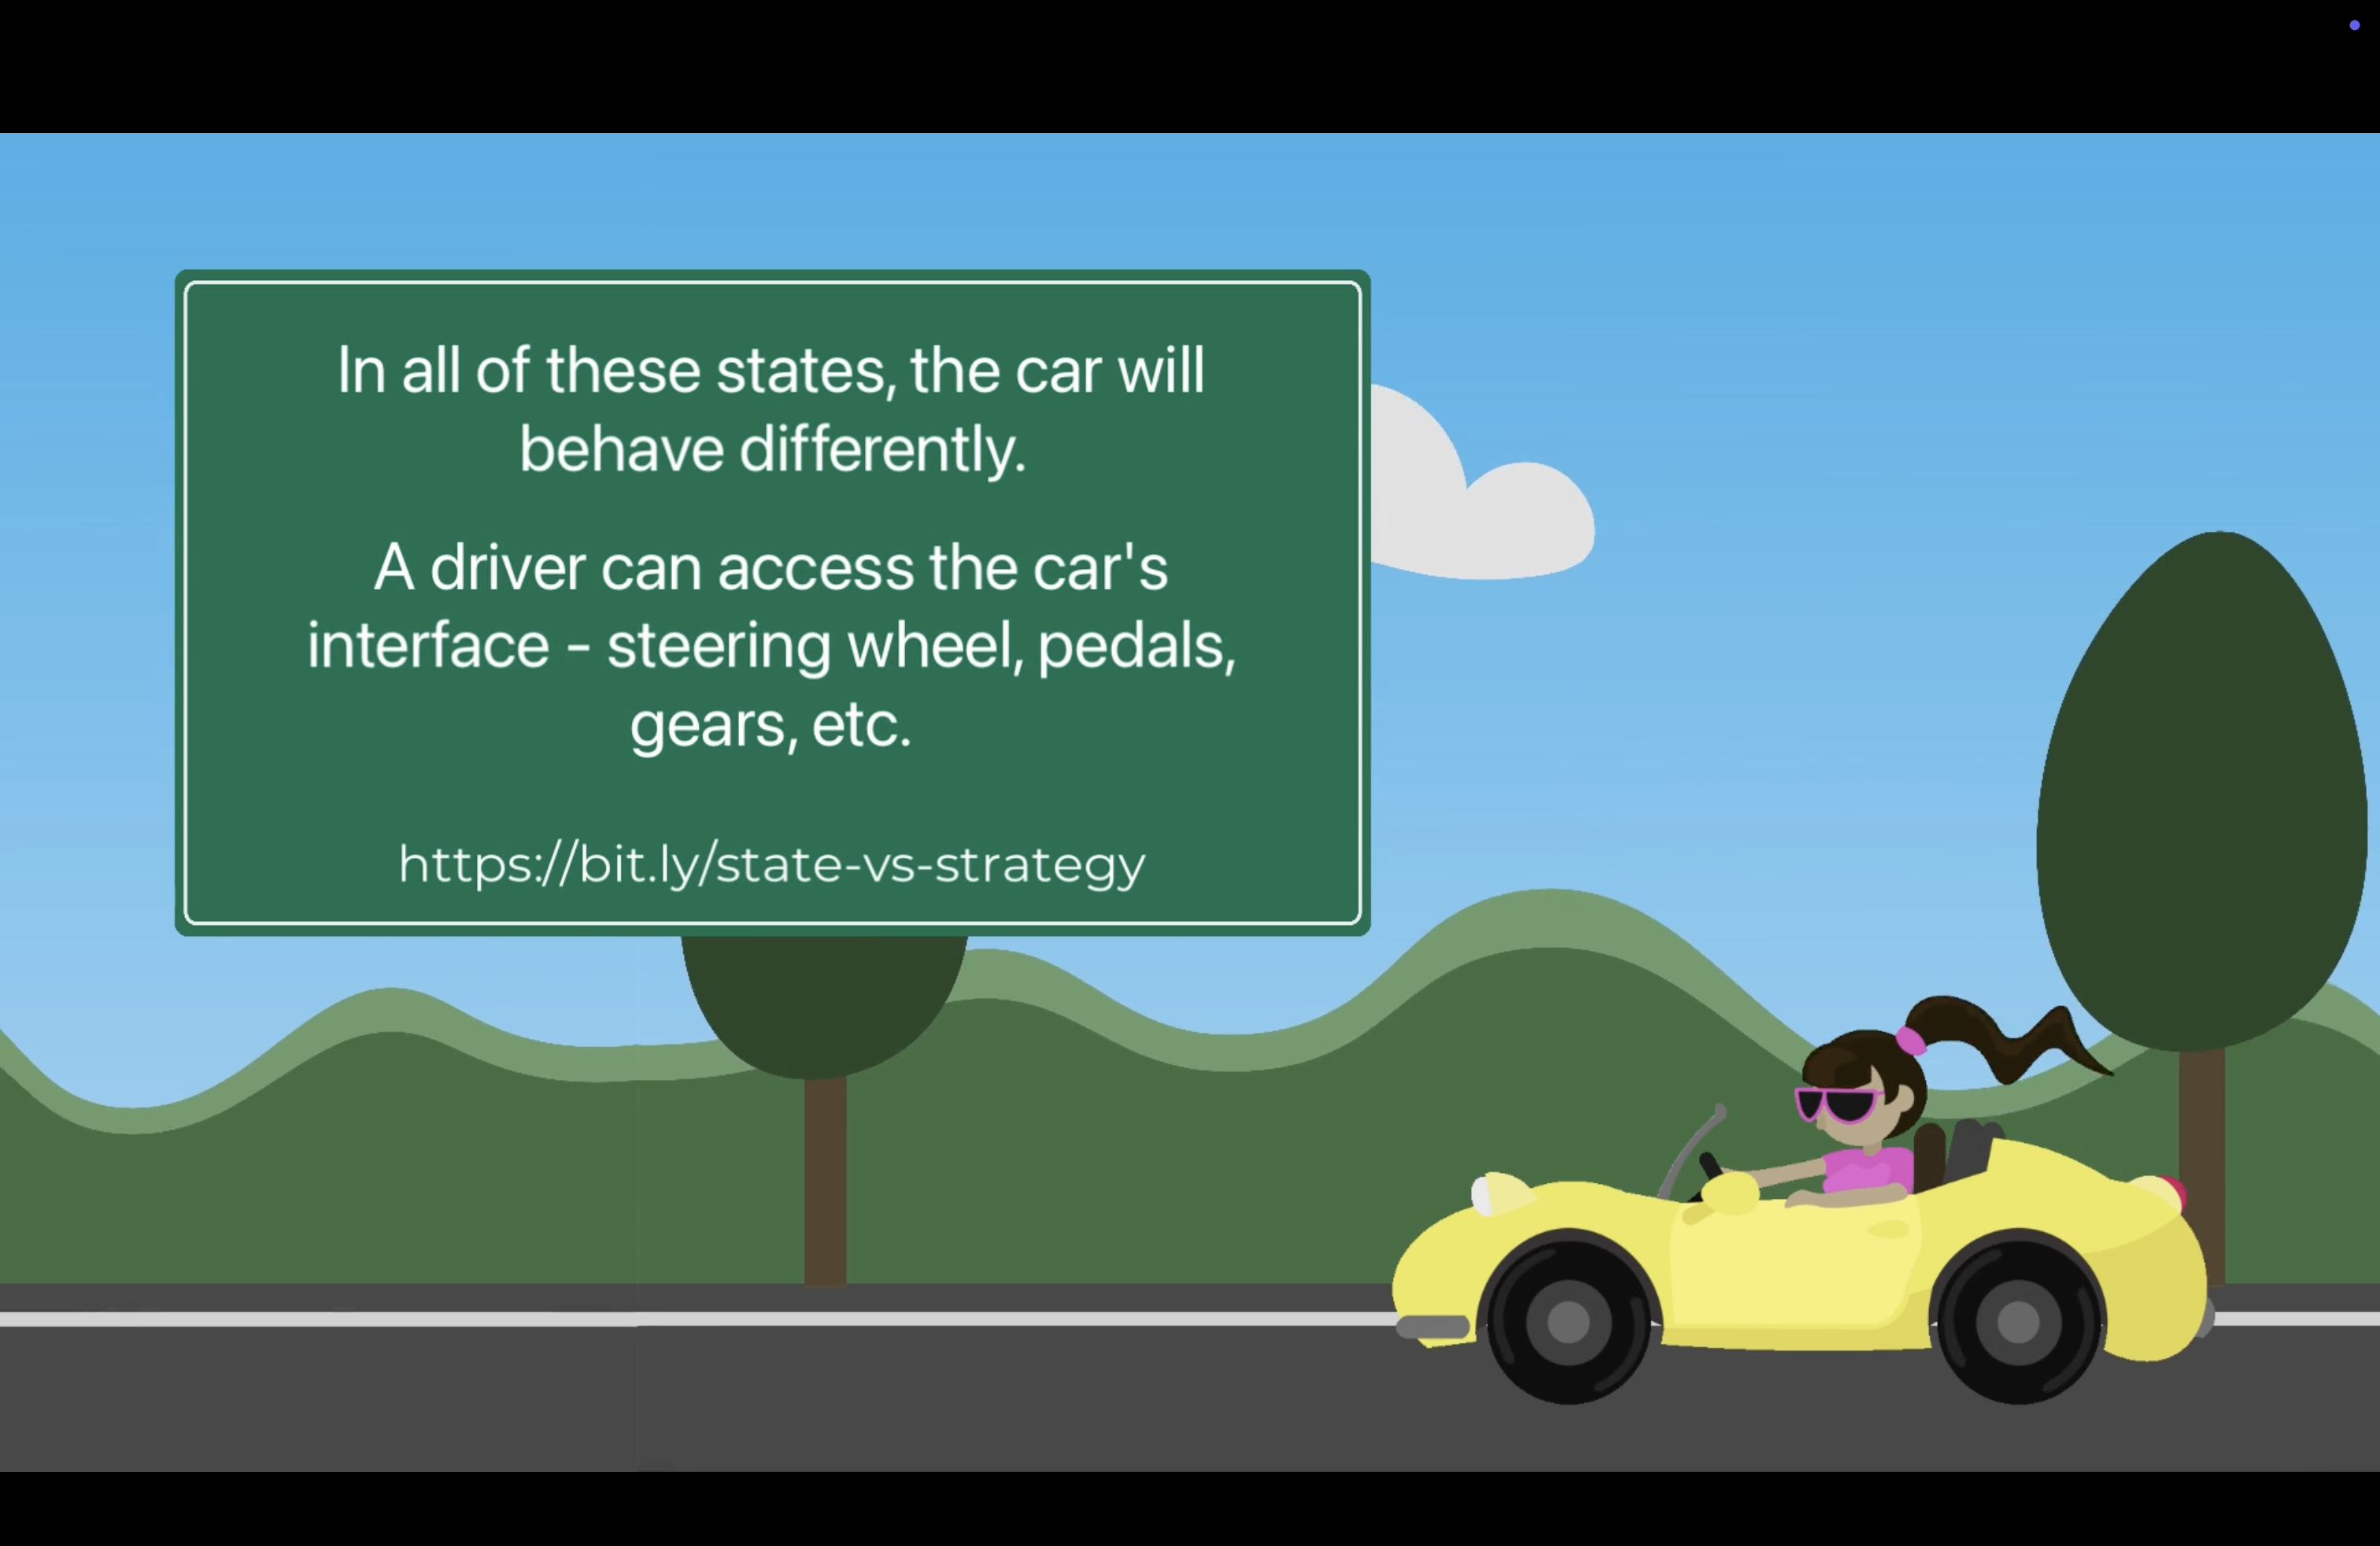 In all of these states, the car will
behave differently.
A driver can access the car's
interface - steering wheel, pedals,
gears, etc.
https://bit.ly/state-vs-strategy